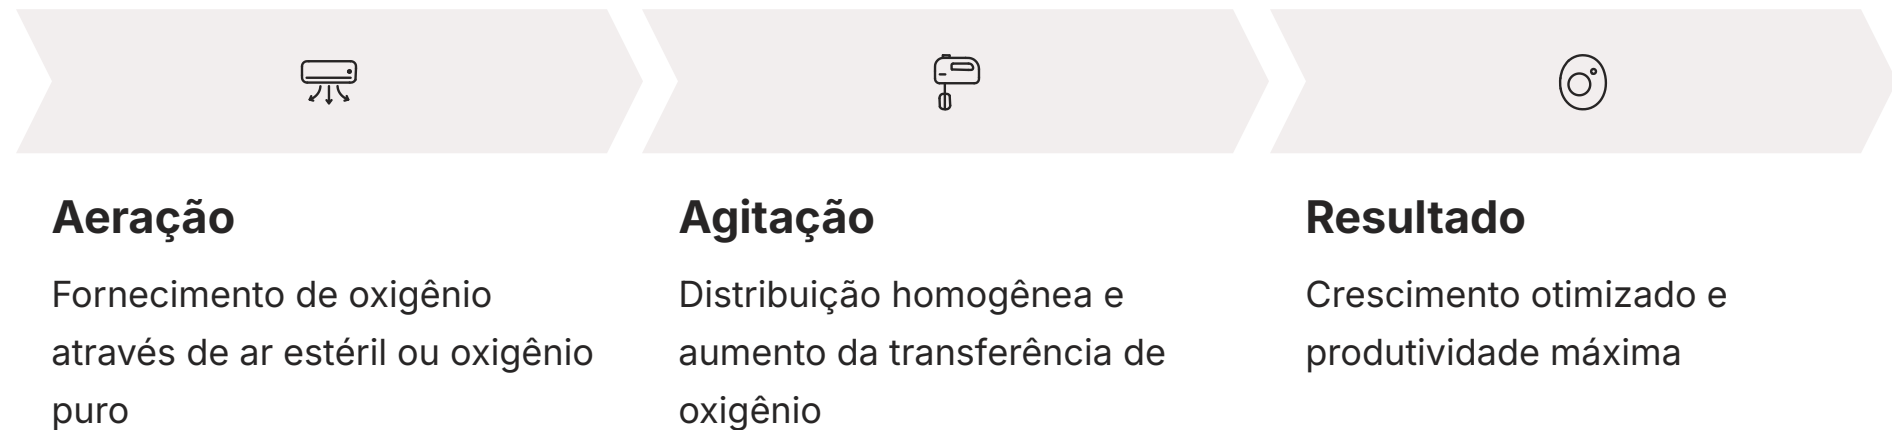 Aeração
Fornecimento de oxigênio
através de ar estéril ou oxigênio
puro
Agitação
Distribuição homogênea e
aumento da transferência de
oxigênio
Resultado
Crescimento otimizado e
produtividade máxima